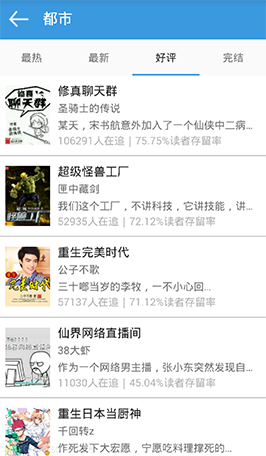 都市
最热 最新 好评 完结
修真聊天群
圣骑士的传说
某天，宋书航意外加入了一个仙侠中二病...
106291人在追 | 75.75%读者存留率
超级怪兽工厂
匣中藏剑
我们这个工厂，不讲科技，它讲技能，讲...
52935人在追 | 72.12%读者存留率
重生完美时代
公子不歌
三十啷当岁的李牧，一不小心回...
57137人在追 | 71.12%读者存留率
仙界网络直播间
38大虾
作为一个网络男主播，张小东突然发现自...
11030人在追 | 45.04%读者存留率
重生日本当厨神
千回转z
作死发下大宏愿，宁愿吃料理撑死的...